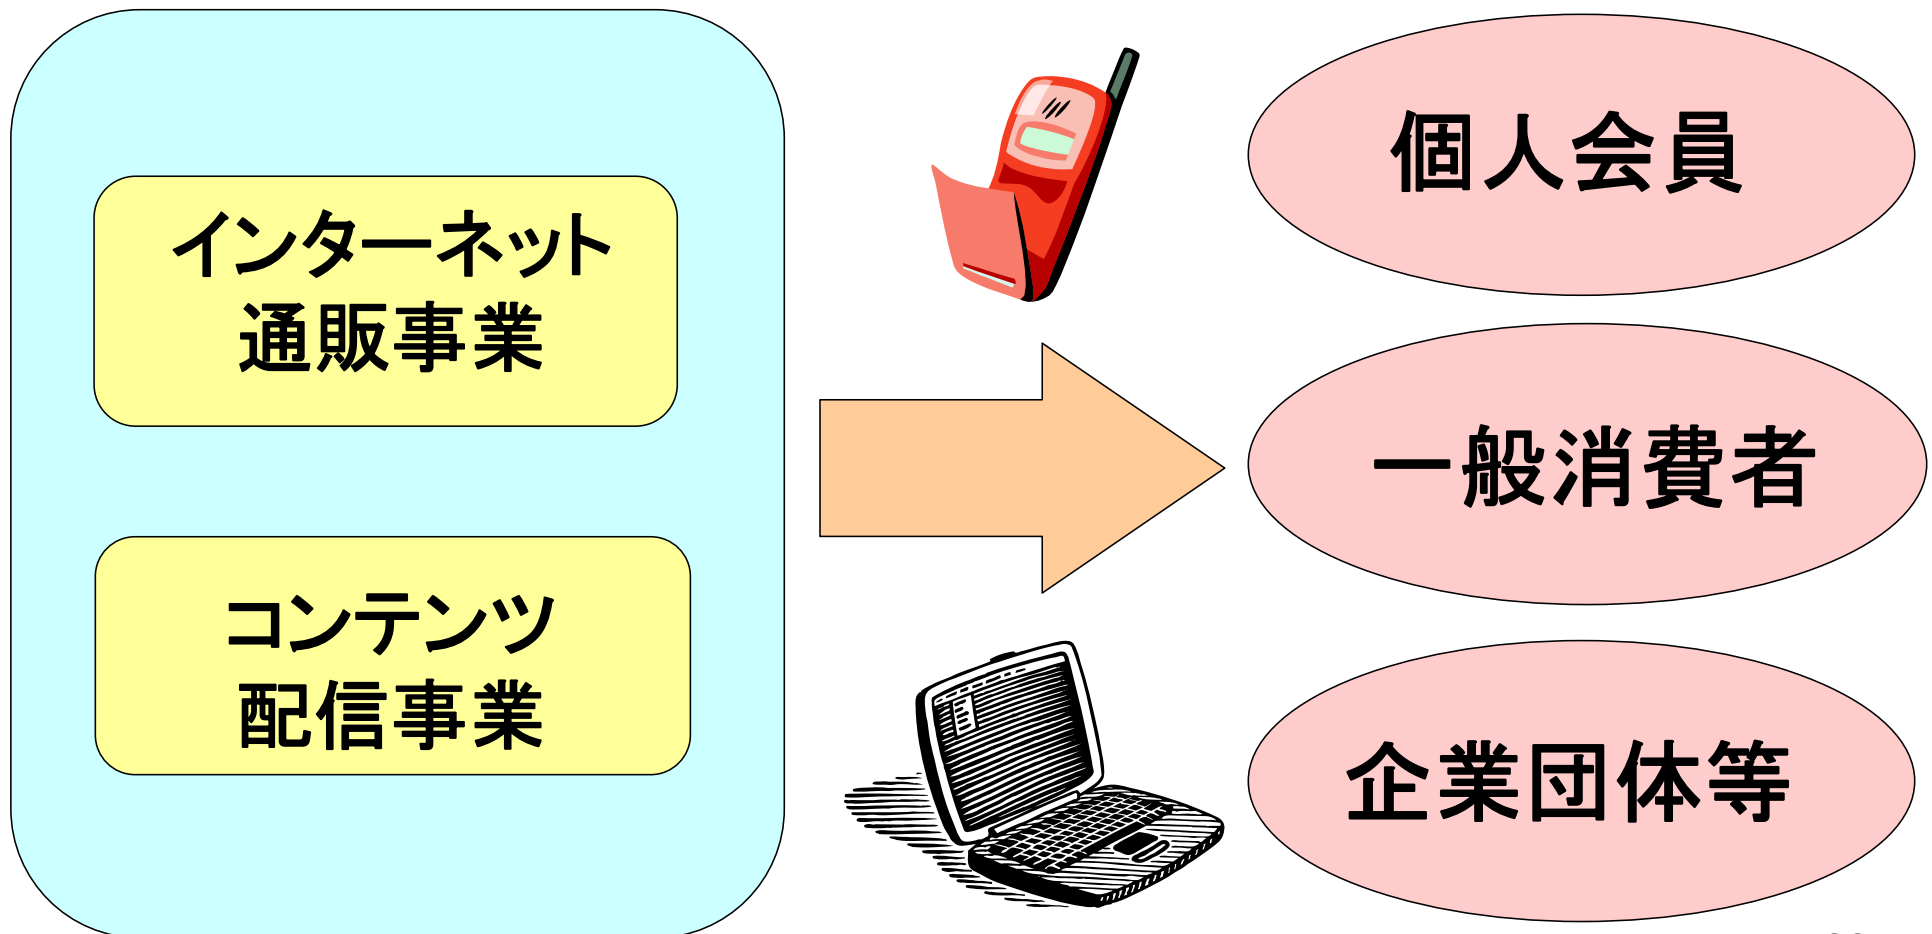 インターネット
通販事業
コンテンツ
配信事業
個人会員
一般消費者
企業団体等